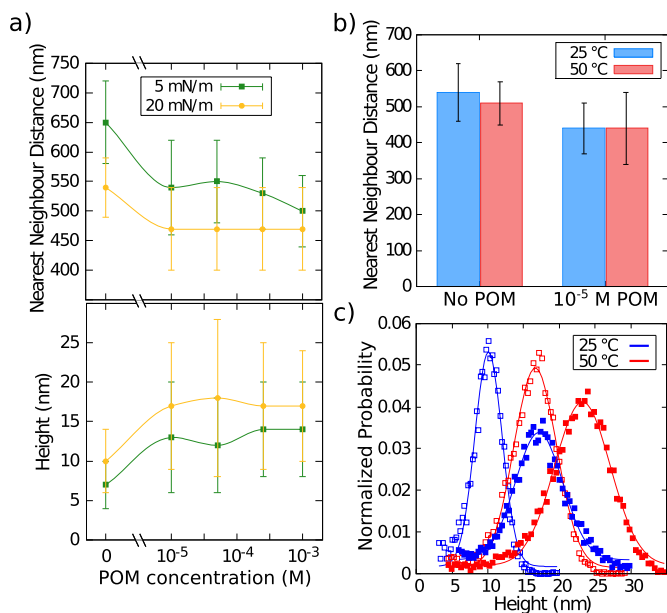 a)
Nearest Neighbour Distance (nm)
750
700
650
600
550
500
450
400
5 mN/m
20 mN/m
Height (nm)
25
20
15
10
5
0
0 10⁻⁵ 10⁻⁴ 10⁻³
POM concentration (M)
b)
Nearest Neighbour Distance (nm)
700
600
500
400
300
200
100
0
25 °C
50 °C
No POM 10⁻⁵ M POM
c)
Normalized Probability
0.06
0.05
0.04
0.03
0.02
0.01
0
25 °C
50 °C
0 5 10 15 20 25 30 35
Height (nm)